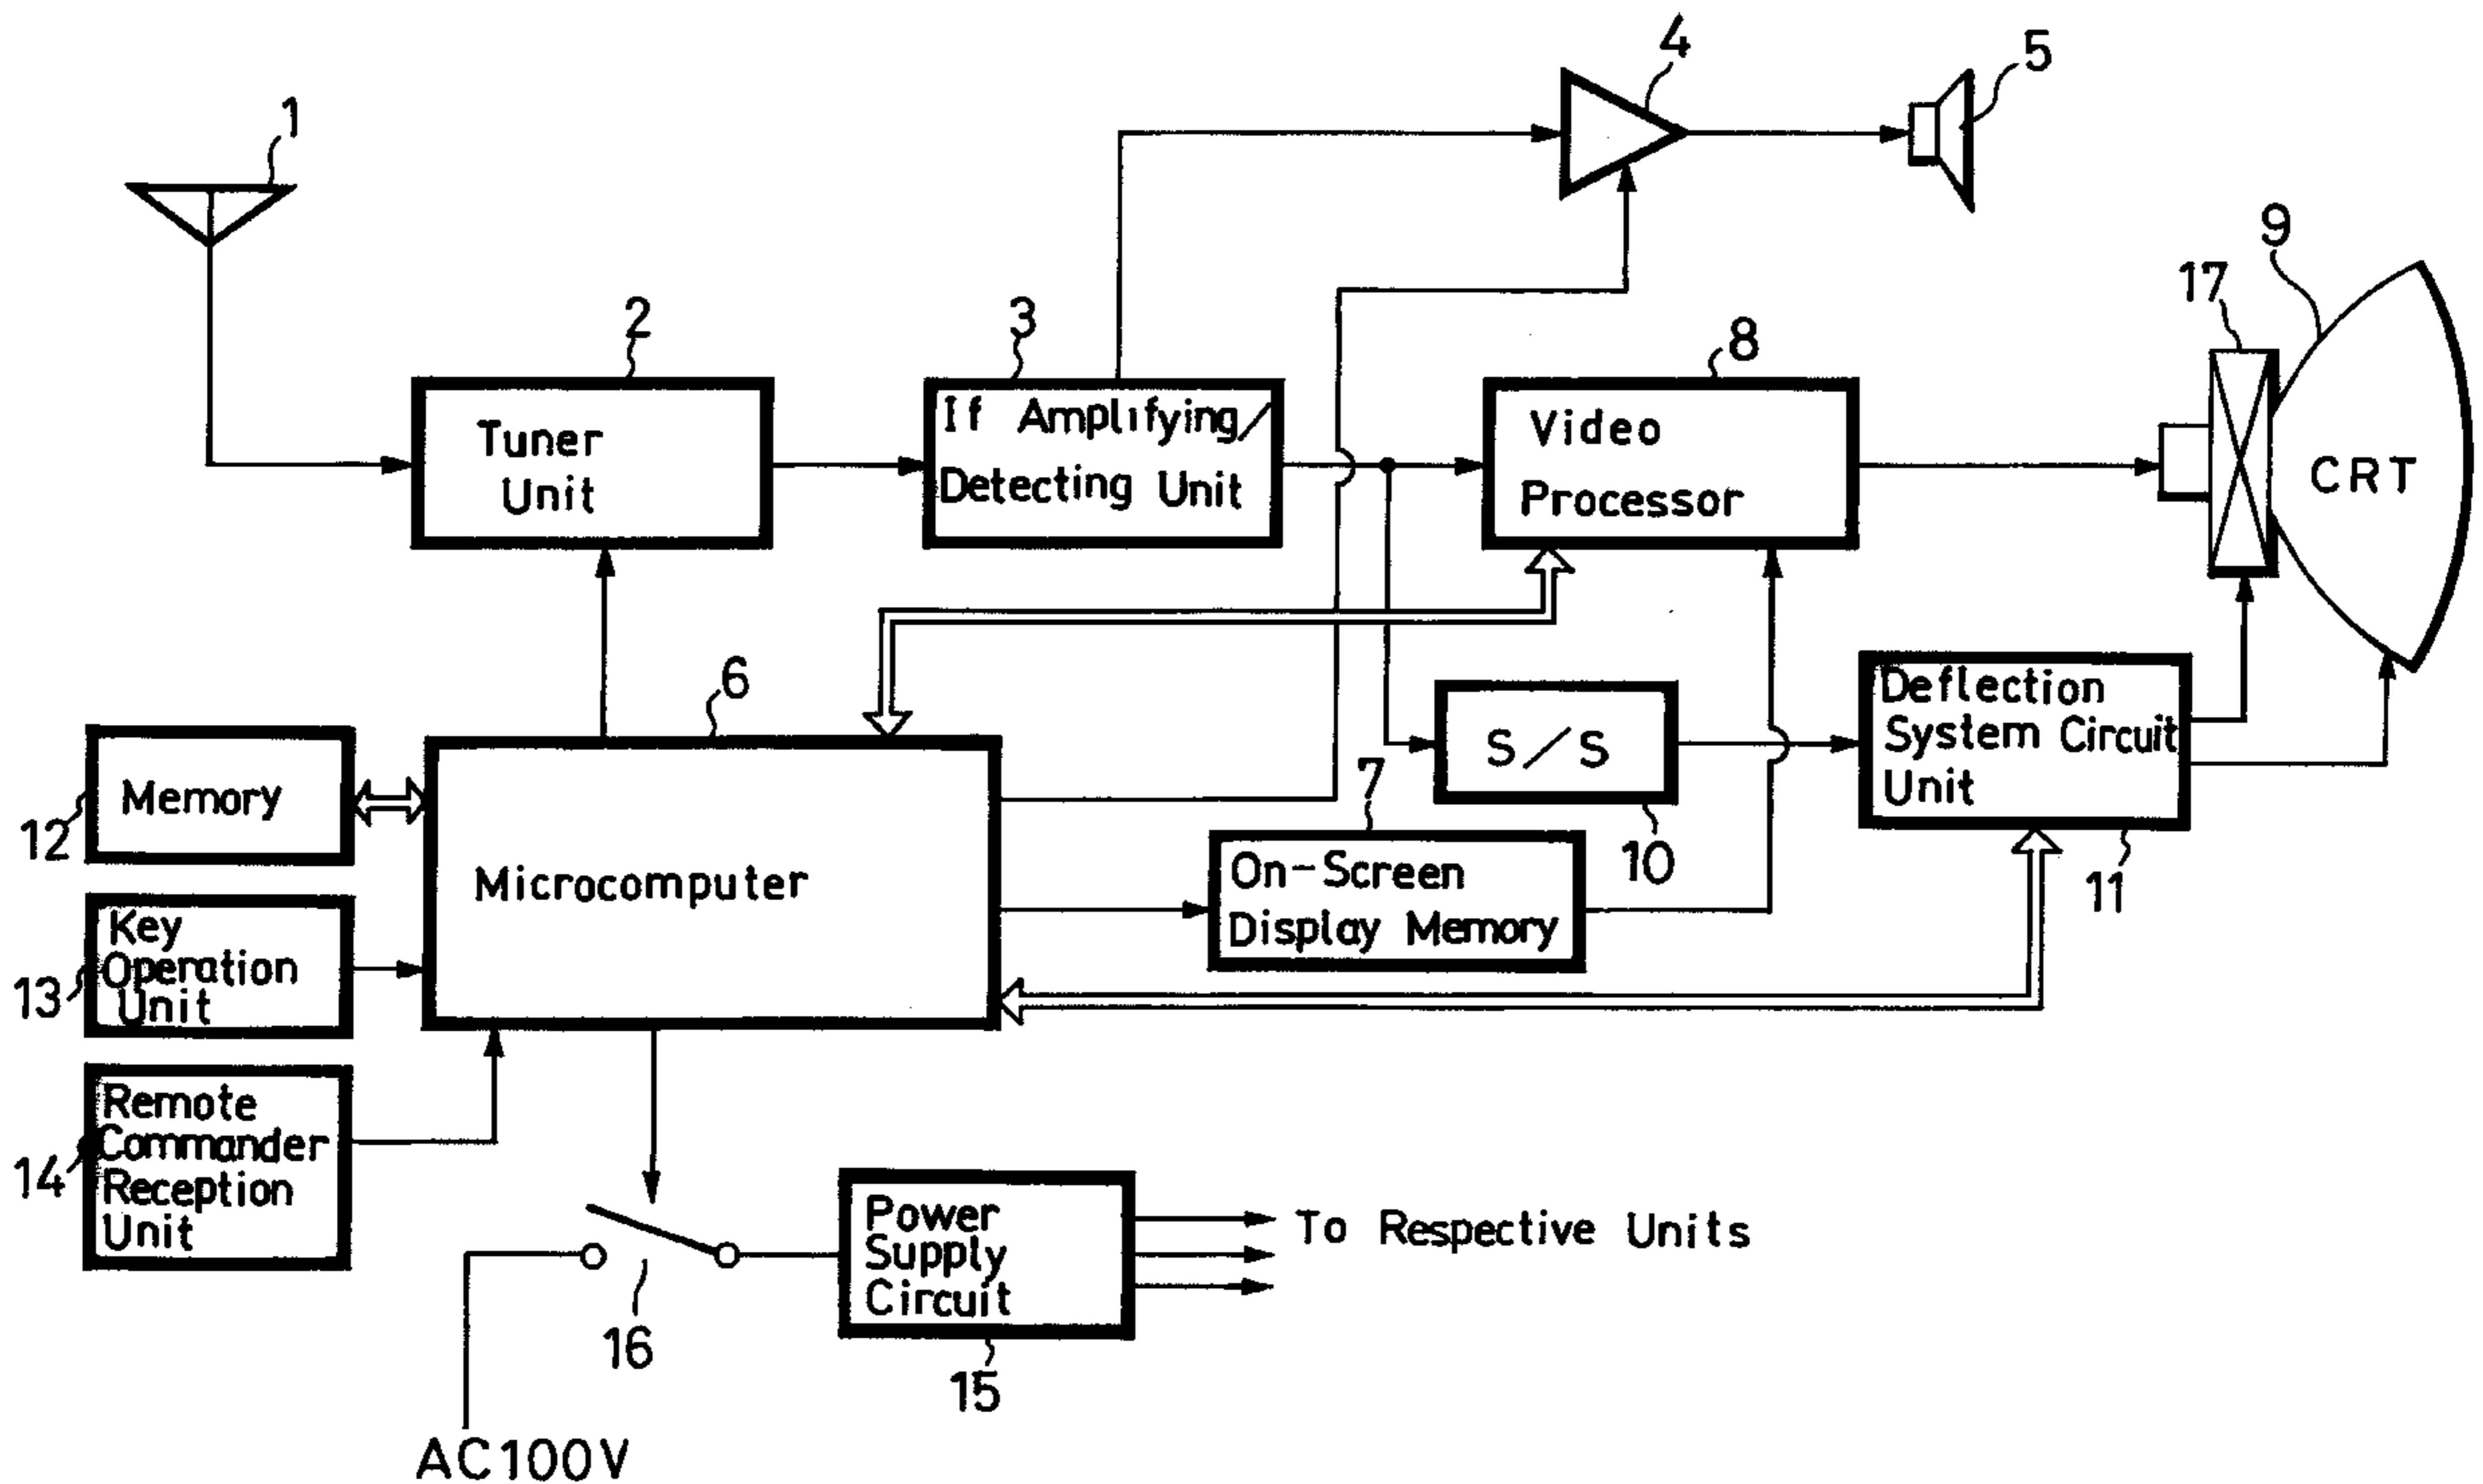 4
5
1
9
17
2
3
8
Tuner
Unit
If Amplifying/
Detecting Unit
Video
Processor
CRT
6
Deflection
System Circuit
Unit
S/S
7
Memory
12
10
11
Microcomputer
On-Screen
Display Memory
Key
Operation
Unit
13
Remote
Commander
Reception
Unit
14
Power
Supply
Circuit
To Respective Units
16
15
AC100V